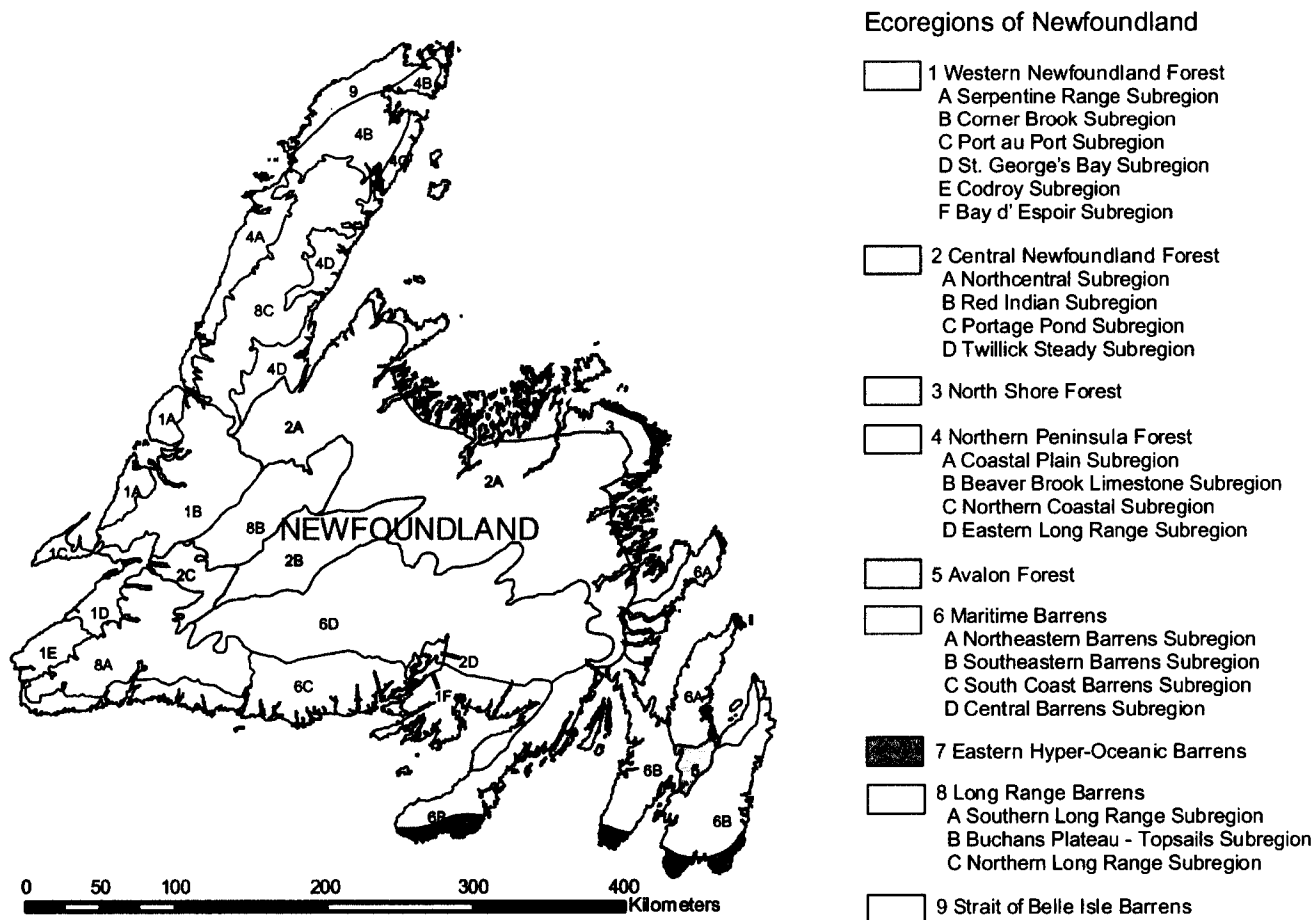 Ecoregions of Newfoundland
1 Western Newfoundland Forest
A Serpentine Range Subregion
B Corner Brook Subregion
C Port au Port Subregion
D St. George's Bay Subregion
E Codroy Subregion
F Bay d' Espoir Subregion
2 Central Newfoundland Forest
A Northcentral Subregion
B Red Indian Subregion
C Portage Pond Subregion
D Twillick Steady Subregion
3 North Shore Forest
4 Northern Peninsula Forest
A Coastal Plain Subregion
B Beaver Brook Limestone Subregion
C Northern Coastal Subregion
D Eastern Long Range Subregion
5 Avalon Forest
6 Maritime Barrens
A Northeastern Barrens Subregion
B Southeastern Barrens Subregion
C South Coast Barrens Subregion
D Central Barrens Subregion
7 Eastern Hyper-Oceanic Barrens
8 Long Range Barrens
A Southern Long Range Subregion
B Buchans Plateau - Topsails Subregion
C Northern Long Range Subregion
9 Strait of Belle Isle Barrens
9
4B
4B
4C
4A
4D
8C
4D
1A
2A
3
1A
2A
1B
8B
NEWFOUNDLAND
1C
2C
2B
6A
1D
6D
1E
8A
2D
6C
1F
6A
6B
5
6B
6B
0 50 100 200 300 400
Kilometers